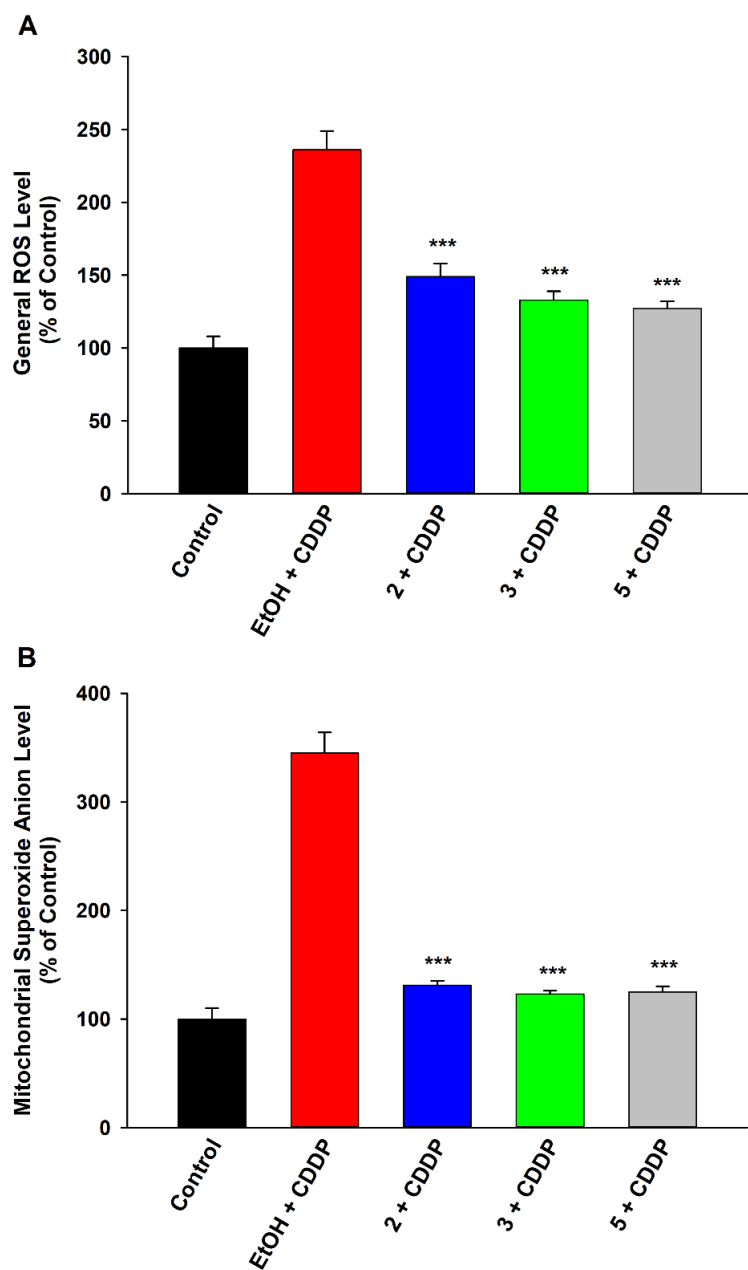 A
General ROS Level
(% of Control)
300
250
200
150
100
50
0
***
***
***
Control
EtOH + CDDP
2 + CDDP
3 + CDDP
5 + CDDP
B
Mitochondrial Superoxide Anion Level
(% of Control)
400
300
200
100
0
***
***
***
Control
EtOH + CDDP
2 + CDDP
3 + CDDP
5 + CDDP